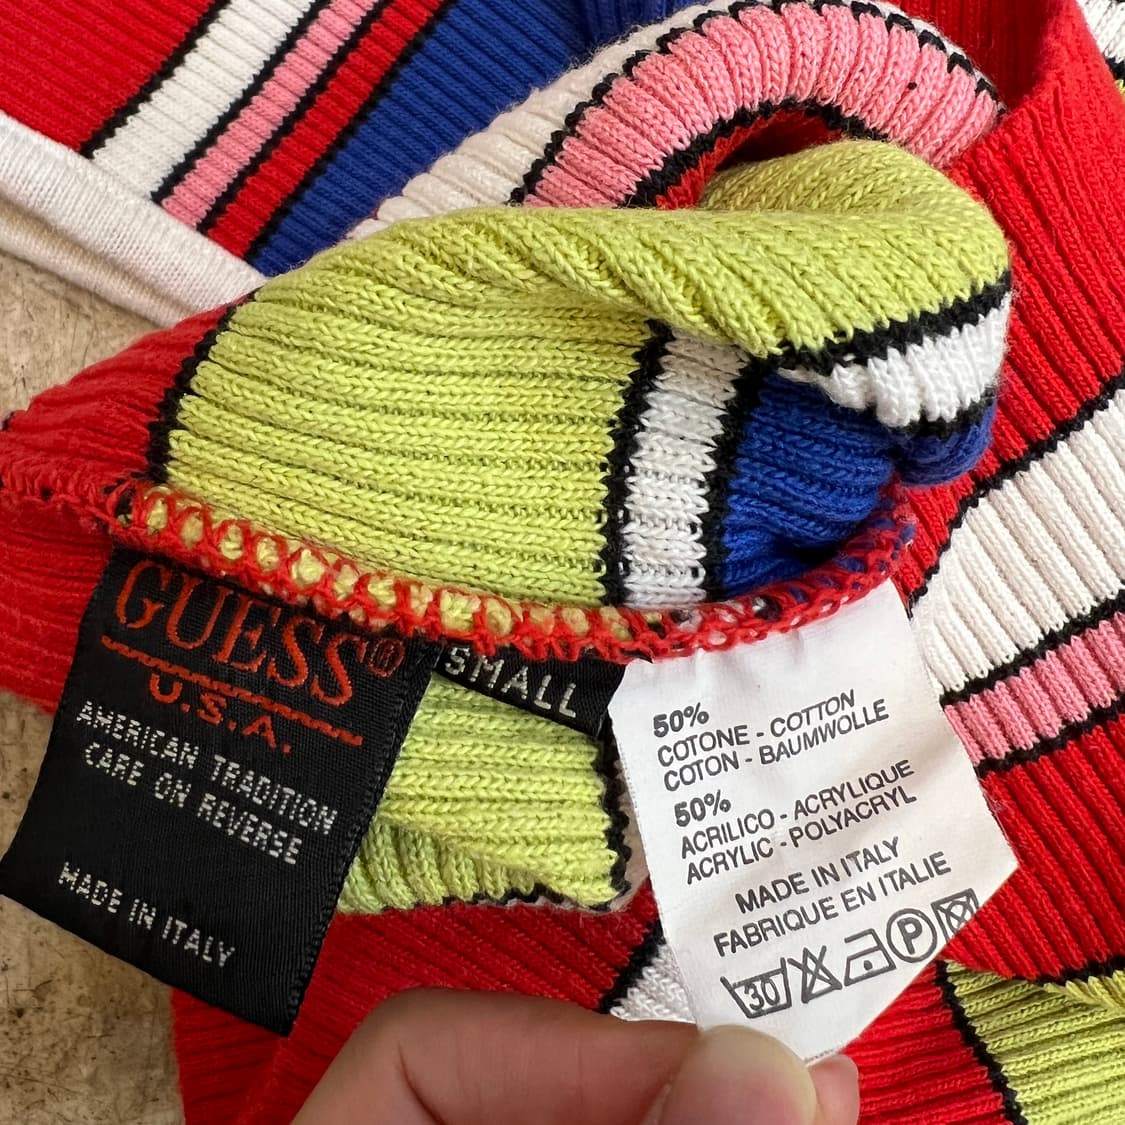 GUESS®
U.S.A.
AMERICAN TRADITION
CARE ON REVERSE
MADE IN ITALY
SMALL
50%
COTONE - COTTON
COTON - BAUMWOLLE
50%
ACRILICO - ACRYLIQUE
ACRYLIC - POLYACRYL
MADE IN ITALY
FABRIQUE EN ITALIE
30 P